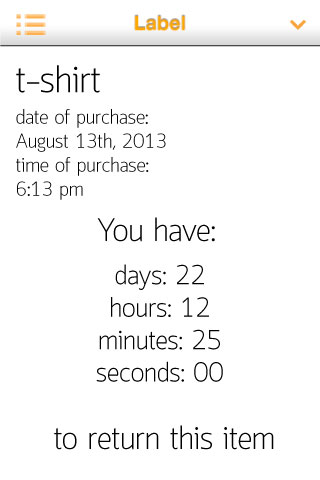 Label
t-shirt
date of purchase:
August 13th, 2013
time of purchase:
6:13 pm
You have:
days: 22
hours: 12
minutes: 25
seconds: 00
to return this item